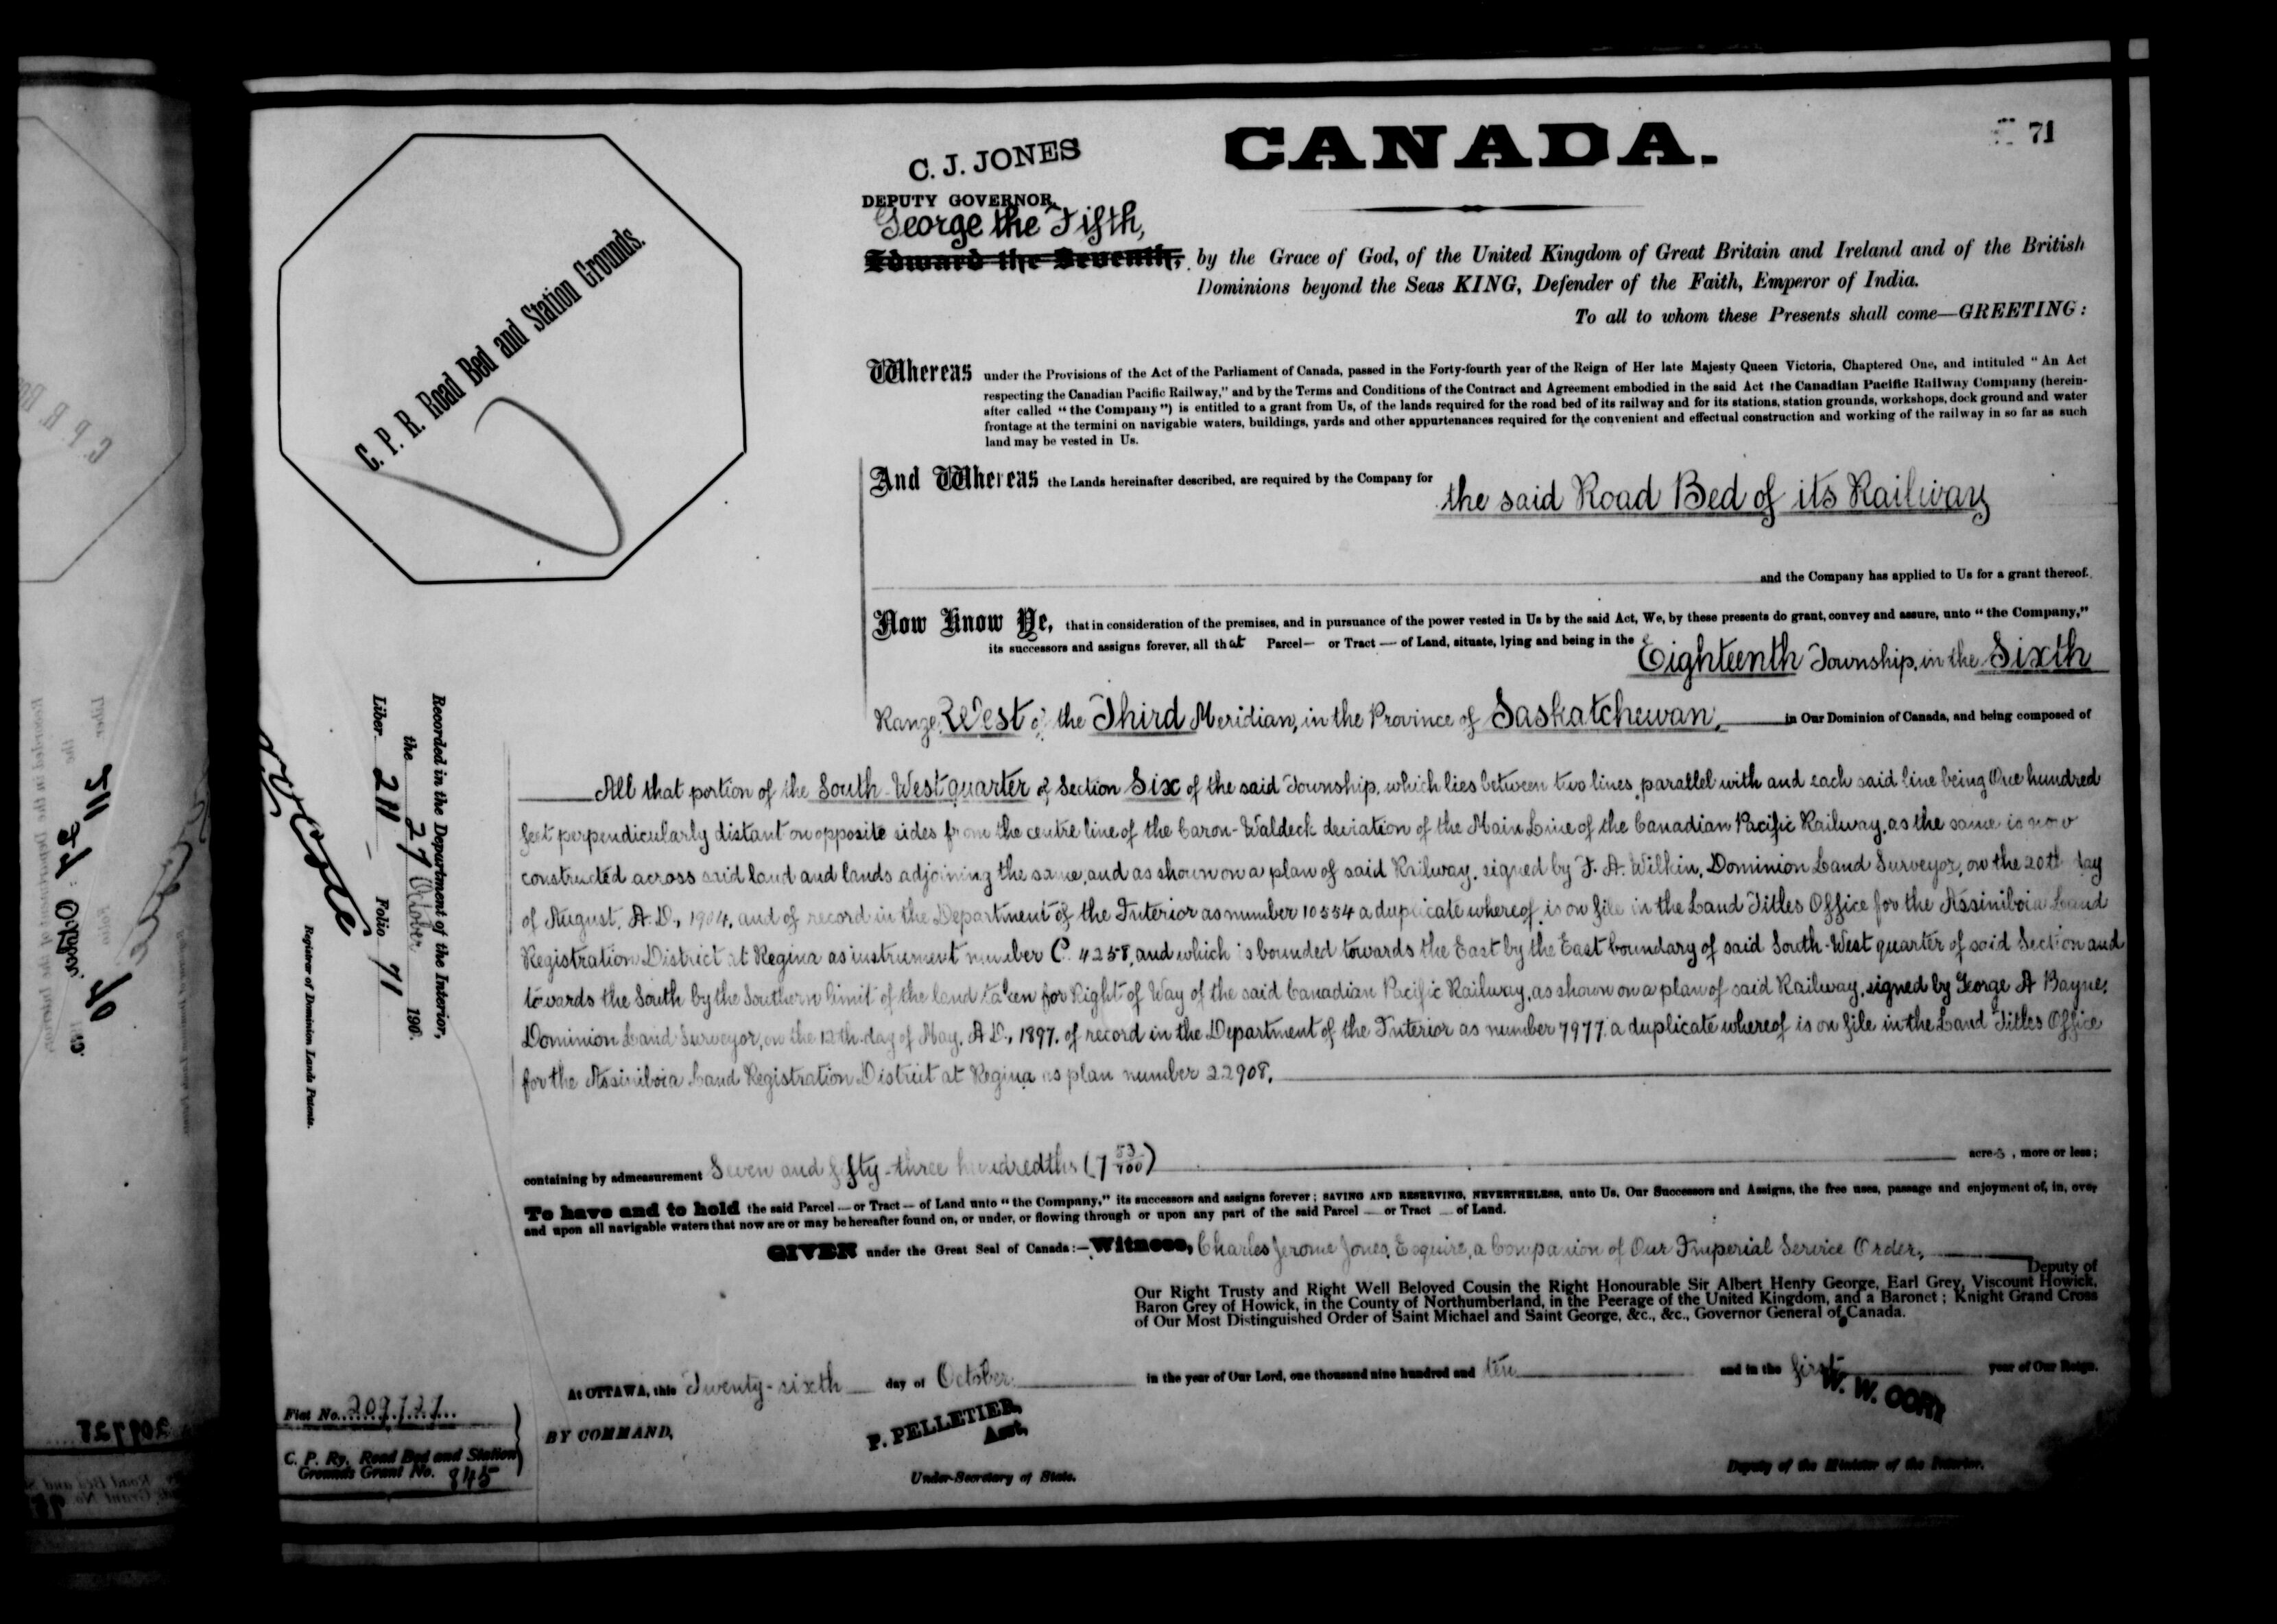 71
CANADA.
C. J. JONES
DEPUTY GOVERNOR,
George the Fifth,
Edward the Seventh, by the Grace of God, of the United Kingdom of Great Britain and Ireland and of the British
Dominions beyond the Seas KING, Defender of the Faith, Emperor of India.
To all to whom these Presents shall come—GREETING:
C. P. R. Road Bed and Station Grounds.
Whereas under the Provisions of the Act of the Parliament of Canada, passed in the Forty-fourth year of the Reign of Her late Majesty Queen Victoria, Chaptered One, and intituled "An Act
respecting the Canadian Pacific Railway," and by the Terms and Conditions of the Contract and Agreement embodied in the said Act the Canadian Pacific Railway Company (herein-
after called "the Company") is entitled to a grant from Us, of the lands required for the road bed of its railway and for its stations, station grounds, workshops, dock ground and water
frontage at the termini on navigable waters, buildings, yards and other appurtenances required for the convenient and effectual construction and working of the railway in so far as such
land may be vested in Us.
And Whereas the Lands hereinafter described, are required by the Company for the said Road Bed of its Railway
and the Company has applied to Us for a grant thereof.
Now Know Ye, that in consideration of the premises, and in pursuance of the power vested in Us by the said Act, We, by these presents do grant, convey and assure, unto "the Company,"
its successors and assigns forever, all that Parcel— or Tract — of Land, situate, lying and being in the Eighteenth Township, in the Sixth
Range, West of the Third Meridian, in the Province of Saskatchewan, in Our Dominion of Canada, and being composed of
All that portion of the South-West quarter of Section Six of the said Township, which lies between two lines parallel with and each said line being One hundred
feet perpendicularly distant on opposite sides from the centre line of the Caron-Waldeck deviation of the Main Line of the Canadian Pacific Railway, as the same is now
constructed across said land and lands adjoining the same, and as shown on a plan of said Railway, signed by F. A. Wilkin, Dominion Land Surveyor, on the 20th day
of August, A.D., 1904, and of record in the Department of the Interior as number 10554 a duplicate whereof is on file in the Land Titles Office for the Assiniboia Land
Registration District at Regina as instrument number C. 4258, and which is bounded towards the East by the East boundary of said South-West quarter of said Section and
towards the South by the Southern limit of the land taken for Right of Way of the said Canadian Pacific Railway, as shown on a plan of said Railway, signed by George A Bayne,
Dominion Land Surveyor, on the 12th day of May, A.D., 1897, of record in the Department of the Interior as number 7977 a duplicate whereof is on file in the Land Titles Office
for the Assiniboia Land Registration District at Regina as plan number 22908.
containing by admeasurement Seven and fifty-three hundredths (7 53/100) acre-s, more or less;
To have and to hold the said Parcel — or Tract — of Land unto "the Company," its successors and assigns forever; SAVING AND RESERVING, NEVERTHELESS, unto Us, Our Successors and Assigns, the free uses, passage and enjoyment of, in, over
and upon all navigable waters that now are or may be hereafter found on, or under, or flowing through or upon any part of the said Parcel — or Tract — of Land.
GIVEN under the Great Seal of Canada:—Witness, Charles Jerome Jones, Esquire, a Companion of Our Imperial Service Order,
Deputy of
Our Right Trusty and Right Well Beloved Cousin the Right Honourable Sir Albert Henry George, Earl Grey, Viscount Howick,
Baron Grey of Howick, in the County of Northumberland, in the Peerage of the United Kingdom, and a Baronet; Knight Grand Cross
of Our Most Distinguished Order of Saint Michael and Saint George, &c., &c., Governor General of Canada.
At OTTAWA, this Twenty-sixth day of October in the year of Our Lord, one thousand nine hundred and ten and in the first year of Our Reign.
BY COMMAND,
P. PELLETIER,
Asst,
Under-Secretary of State.
W. W. CORY
Deputy of the Minister of the Interior.
Recorded in the Department of the Interior,
the 27 October 190
Liber 211 Folio 71
Registrar of Dominion Lands Patents.
Fiat No. 209727
C. P. Ry. Road Bed and Station
Grounds Grant No. 845